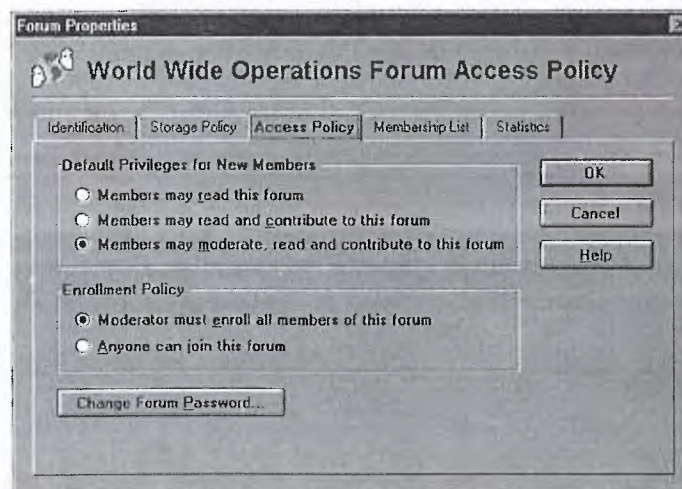 Forum Properties
World Wide Operations Forum Access Policy
Identification Storage Policy Access Policy Membership List Statistics
Default Privileges for New Members
Members may read this forum
Members may read and contribute to this forum
Members may moderate, read and contribute to this forum
OK
Cancel
Help
Enrollment Policy
Moderator must enroll all members of this forum
Anyone can join this forum
Change Forum Password...